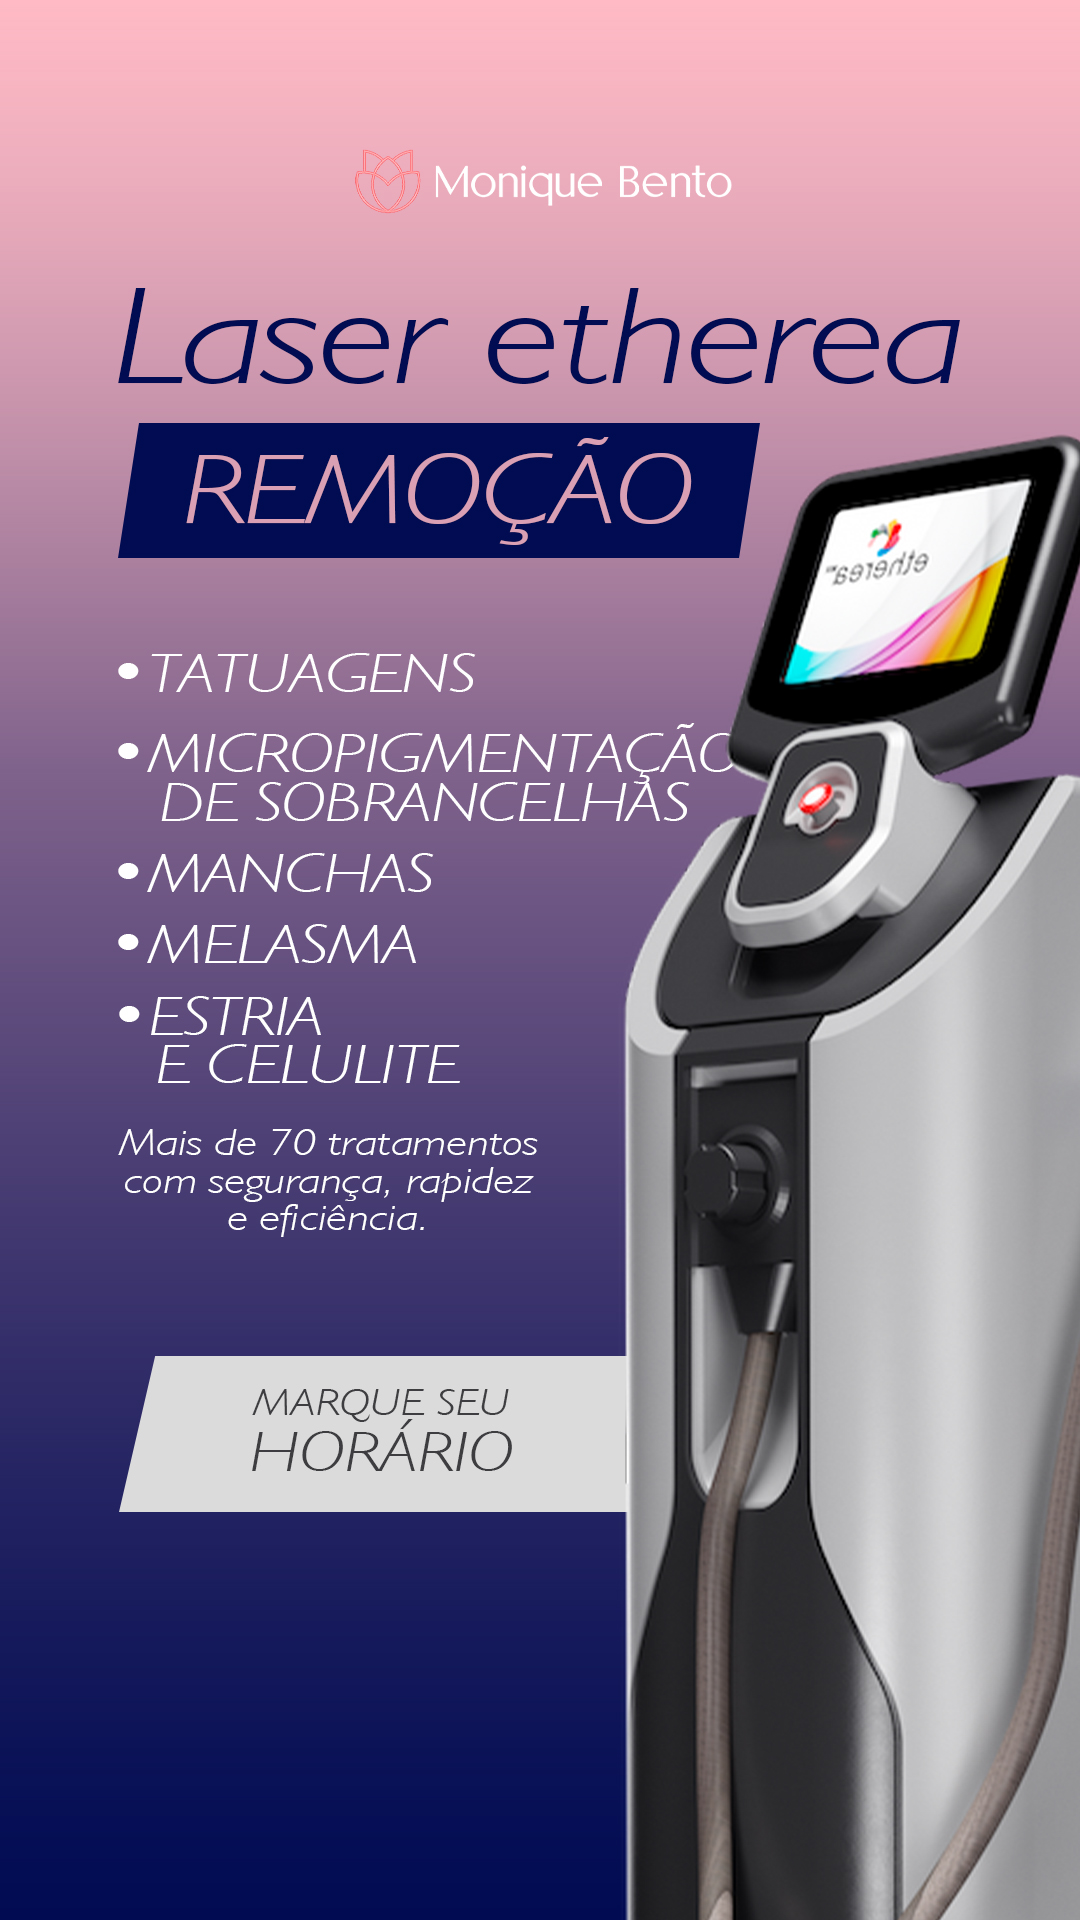 Monique Bento
Laser etherea
REMOÇÃO
etherea™
• TATUAGENS
• MICROPIGMENTAÇÃO
DE SOBRANCELHAS
• MANCHAS
• MELASMA
• ESTRIA
E CELULITE
Mais de 70 tratamentos
com segurança, rapidez
e eficiência.
MARQUE SEU
HORÁRIO